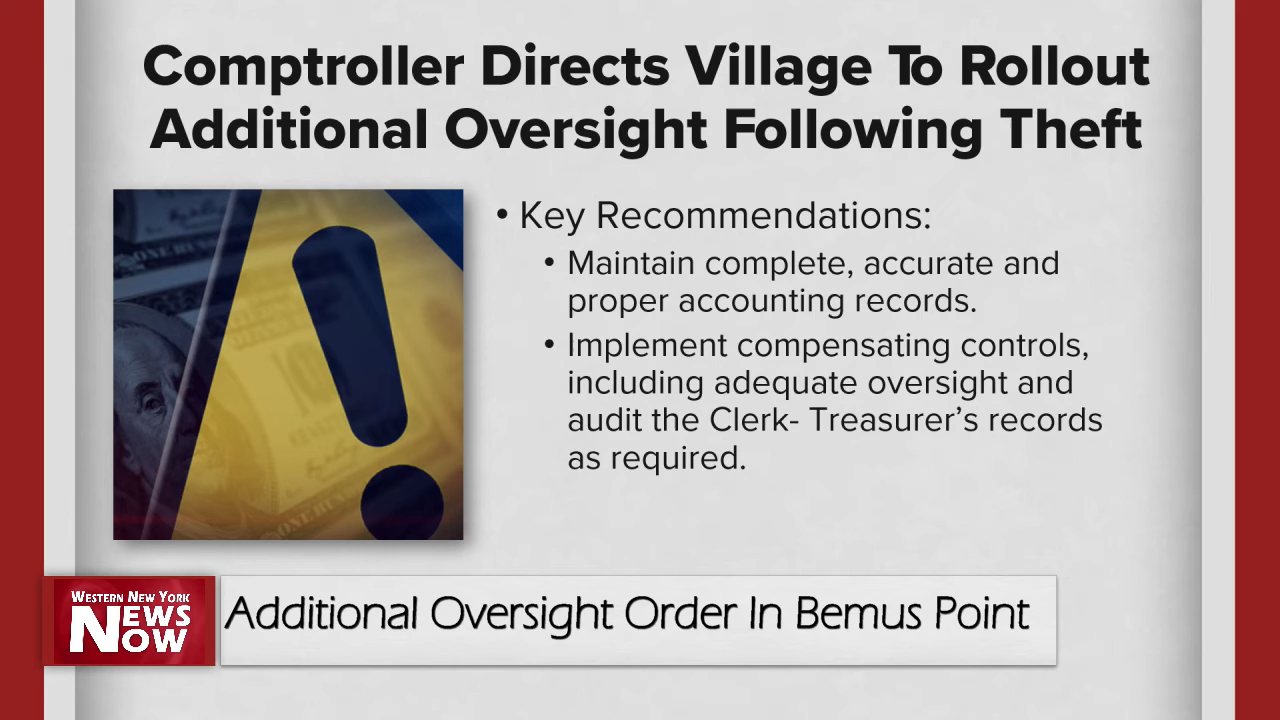 Comptroller Directs Village To Rollout
Additional Oversight Following Theft
• Key Recommendations:
• Maintain complete, accurate and
proper accounting records.
• Implement compensating controls,
including adequate oversight and
audit the Clerk- Treasurer’s records
as required.
WESTERN NEW YORK
NEWS
NOW
Additional Oversight Order In Bemus Point